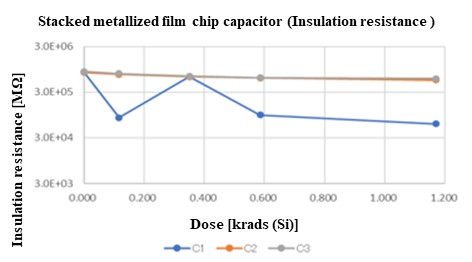 Stacked metallized film chip capacitor (Insulation resistance )
Insulation resistance [MΩ]
3.0E+06
3.0E+05
3.0E+04
3.0E+03
0.000 0.200 0.400 0.600 0.800 1.000 1.200
Dose [krads (Si)]
C1 C2 C3